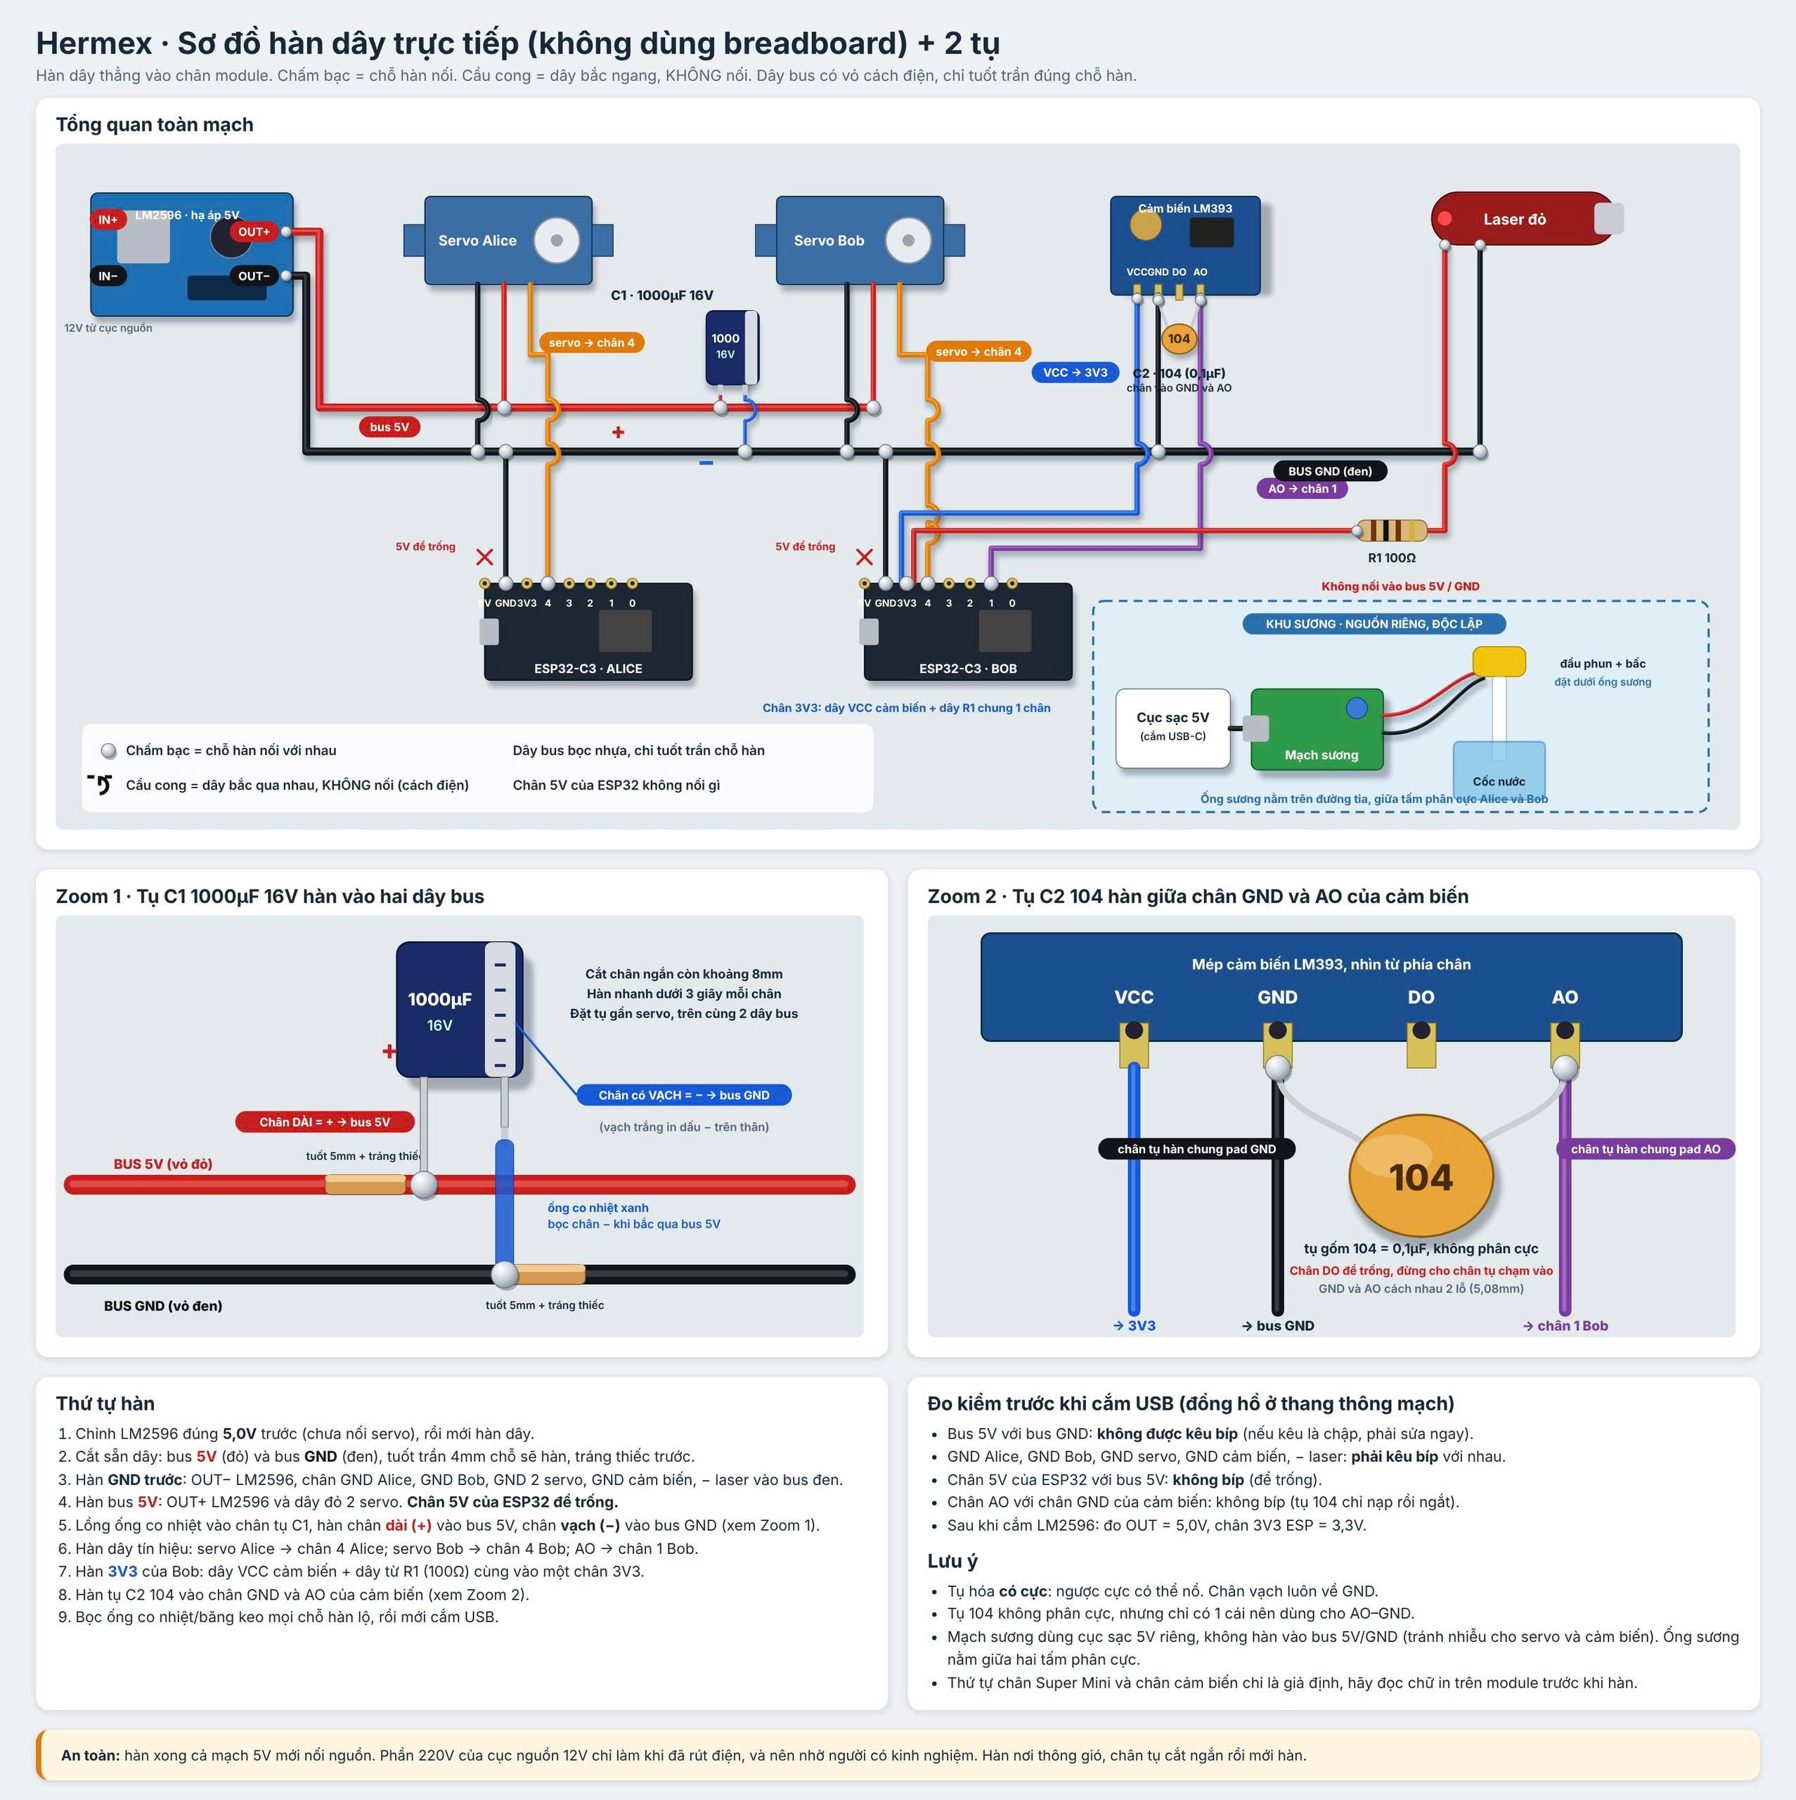 Hermex · Sơ đồ hàn dây trực tiếp (không dùng breadboard) + 2 tụ
Hàn dây thẳng vào chân module. Chấm bạc = chỗ hàn nối. Cầu cong = dây bắc ngang, KHÔNG nối. Dây bus có vỏ cách điện, chỉ tuốt trần đúng chỗ hàn.
Tổng quan toàn mạch
LM2596 · hạ áp 5V
IN+
OUT+
IN−
OUT−
12V từ cục nguồn
Servo Alice
C1 · 1000µF 16V
1000
16V
servo → chân 4
Servo Bob
servo → chân 4
Cảm biến LM393
VCC GND DO AO
104
VCC → 3V3
C2 · 104 (0,1µF)
chân vào GND và AO
Laser đỏ
bus 5V
+
−
BUS GND (đen)
AO → chân 1
R1 100Ω
Không nối vào bus 5V / GND
5V để trống
5V GND 3V3 4 3 2 1 0
ESP32-C3 · ALICE
5V để trống
5V GND 3V3 4 3 2 1 0
ESP32-C3 · BOB
Chân 3V3: dây VCC cảm biến + dây R1 chung 1 chân
KHU SƯƠNG · NGUỒN RIÊNG, ĐỘC LẬP
Cục sạc 5V
(cắm USB-C)
Mạch sương
đầu phun + bấc
đặt dưới ống sương
Cốc nước
Ống sương nằm trên đường tia, giữa tấm phân cực Alice và Bob
Chấm bạc = chỗ hàn nối với nhau
Dây bus bọc nhựa, chỉ tuốt trần chỗ hàn
Cầu cong = dây bắc qua nhau, KHÔNG nối (cách điện)
Chân 5V của ESP32 không nối gì
Zoom 1 · Tụ C1 1000µF 16V hàn vào hai dây bus
1000µF
16V
+
Cắt chân ngắn còn khoảng 8mm
Hàn nhanh dưới 3 giây mỗi chân
Đặt tụ gần servo, trên cùng 2 dây bus
Chân có VẠCH = − → bus GND
(vạch trắng in dấu − trên thân)
Chân DÀI = + → bus 5V
tuốt 5mm + tráng thiếc
BUS 5V (vỏ đỏ)
ống co nhiệt xanh
bọc chân − khi bắc qua bus 5V
BUS GND (vỏ đen)
tuốt 5mm + tráng thiếc
Zoom 2 · Tụ C2 104 hàn giữa chân GND và AO của cảm biến
Mép cảm biến LM393, nhìn từ phía chân
VCC GND DO AO
chân tụ hàn chung pad GND
chân tụ hàn chung pad AO
104
tụ gốm 104 = 0,1µF, không phân cực
Chân DO để trống, đừng cho chân tụ chạm vào
GND và AO cách nhau 2 lỗ (5,08mm)
→ 3V3
→ bus GND
→ chân 1 Bob
Thứ tự hàn
1. Chỉnh LM2596 đúng 5,0V trước (chưa nối servo), rồi mới hàn dây.
2. Cắt sẵn dây: bus 5V (đỏ) và bus GND (đen), tuốt trần 4mm chỗ sẽ hàn, tráng thiếc trước.
3. Hàn GND trước: OUT− LM2596, chân GND Alice, GND Bob, GND 2 servo, GND cảm biến, − laser vào bus đen.
4. Hàn bus 5V: OUT+ LM2596 và dây đỏ 2 servo. Chân 5V của ESP32 để trống.
5. Lồng ống co nhiệt vào chân tụ C1, hàn chân dài (+) vào bus 5V, chân vạch (−) vào bus GND (xem Zoom 1).
6. Hàn dây tín hiệu: servo Alice → chân 4 Alice; servo Bob → chân 4 Bob; AO → chân 1 Bob.
7. Hàn 3V3 của Bob: dây VCC cảm biến + dây từ R1 (100Ω) cùng vào một chân 3V3.
8. Hàn tụ C2 104 vào chân GND và AO của cảm biến (xem Zoom 2).
9. Bọc ống co nhiệt/băng keo mọi chỗ hàn lộ, rồi mới cắm USB.
Đo kiểm trước khi cắm USB (đồng hồ ở thang thông mạch)
• Bus 5V với bus GND: không được kêu bíp (nếu kêu là chập, phải sửa ngay).
• GND Alice, GND Bob, GND servo, GND cảm biến, − laser: phải kêu bíp với nhau.
• Chân 5V của ESP32 với bus 5V: không bíp (để trống).
• Chân AO với chân GND của cảm biến: không bíp (tụ 104 chỉ nạp rồi ngắt).
• Sau khi cắm LM2596: đo OUT = 5,0V, chân 3V3 ESP = 3,3V.
Lưu ý
• Tụ hóa có cực: ngược cực có thể nổ. Chân vạch luôn về GND.
• Tụ 104 không phân cực, nhưng chỉ có 1 cái nên dùng cho AO–GND.
• Mạch sương dùng cục sạc 5V riêng, không hàn vào bus 5V/GND (tránh nhiễu cho servo và cảm biến). Ống sương
nằm giữa hai tấm phân cực.
• Thứ tự chân Super Mini và chân cảm biến chỉ là giả định, hãy đọc chữ in trên module trước khi hàn.
An toàn: hàn xong cả mạch 5V mới nối nguồn. Phần 220V của cục nguồn 12V chỉ làm khi đã rút điện, và nên nhờ người có kinh nghiệm. Hàn nơi thông gió, chân tụ cắt ngắn rồi mới hàn.